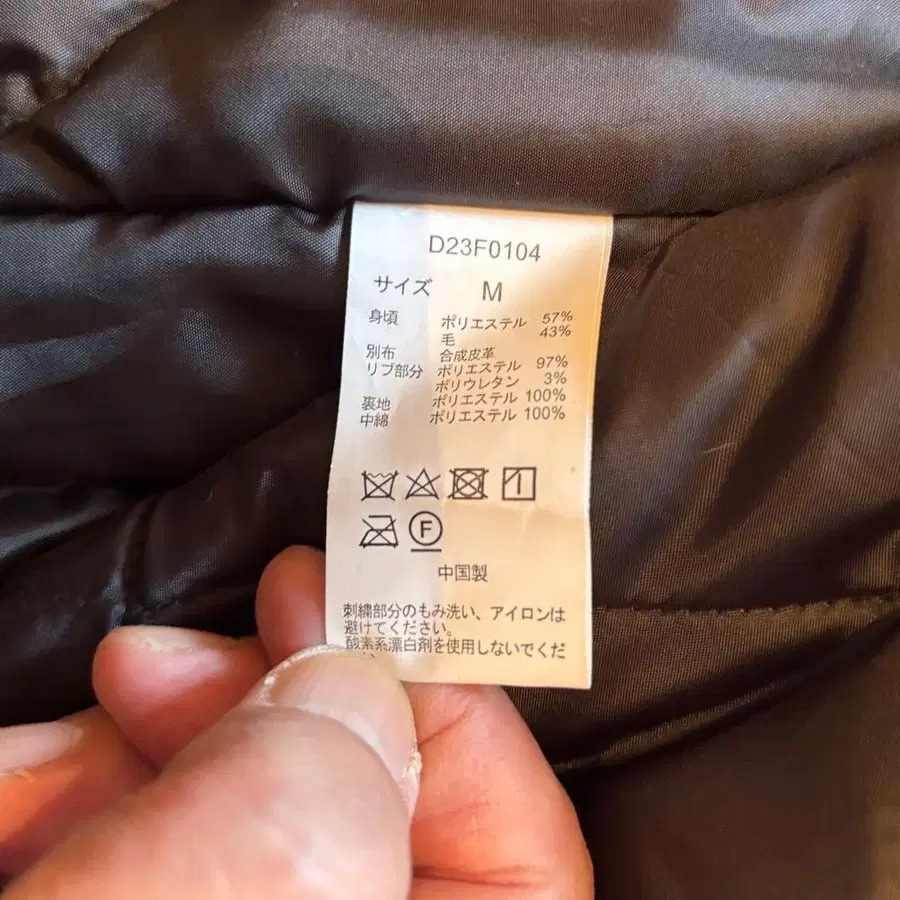 D23F0104
サイズ M
身頃 ポリエステル 57%
毛 43%
別布 合成皮革
リブ部分 ポリエステル 97%
ポリウレタン 3%
裏地 ポリエステル 100%
中綿 ポリエステル 100%
F
中国製
刺繍部分のもみ洗い、アイロンは
避けてください。
酸素系漂白剤を使用しないでくだ